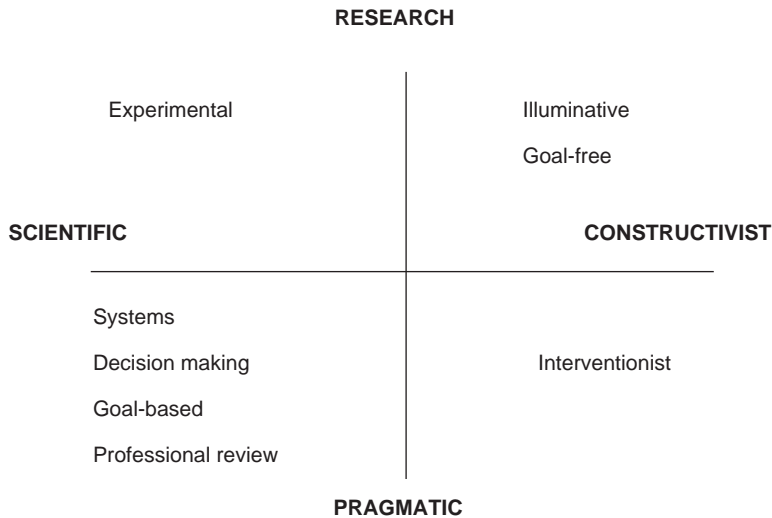 RESEARCH
Experimental
Illuminative
Goal-free
SCIENTIFIC
CONSTRUCTIVIST
Systems
Decision making
Goal-based
Professional review
Interventionist
PRAGMATIC